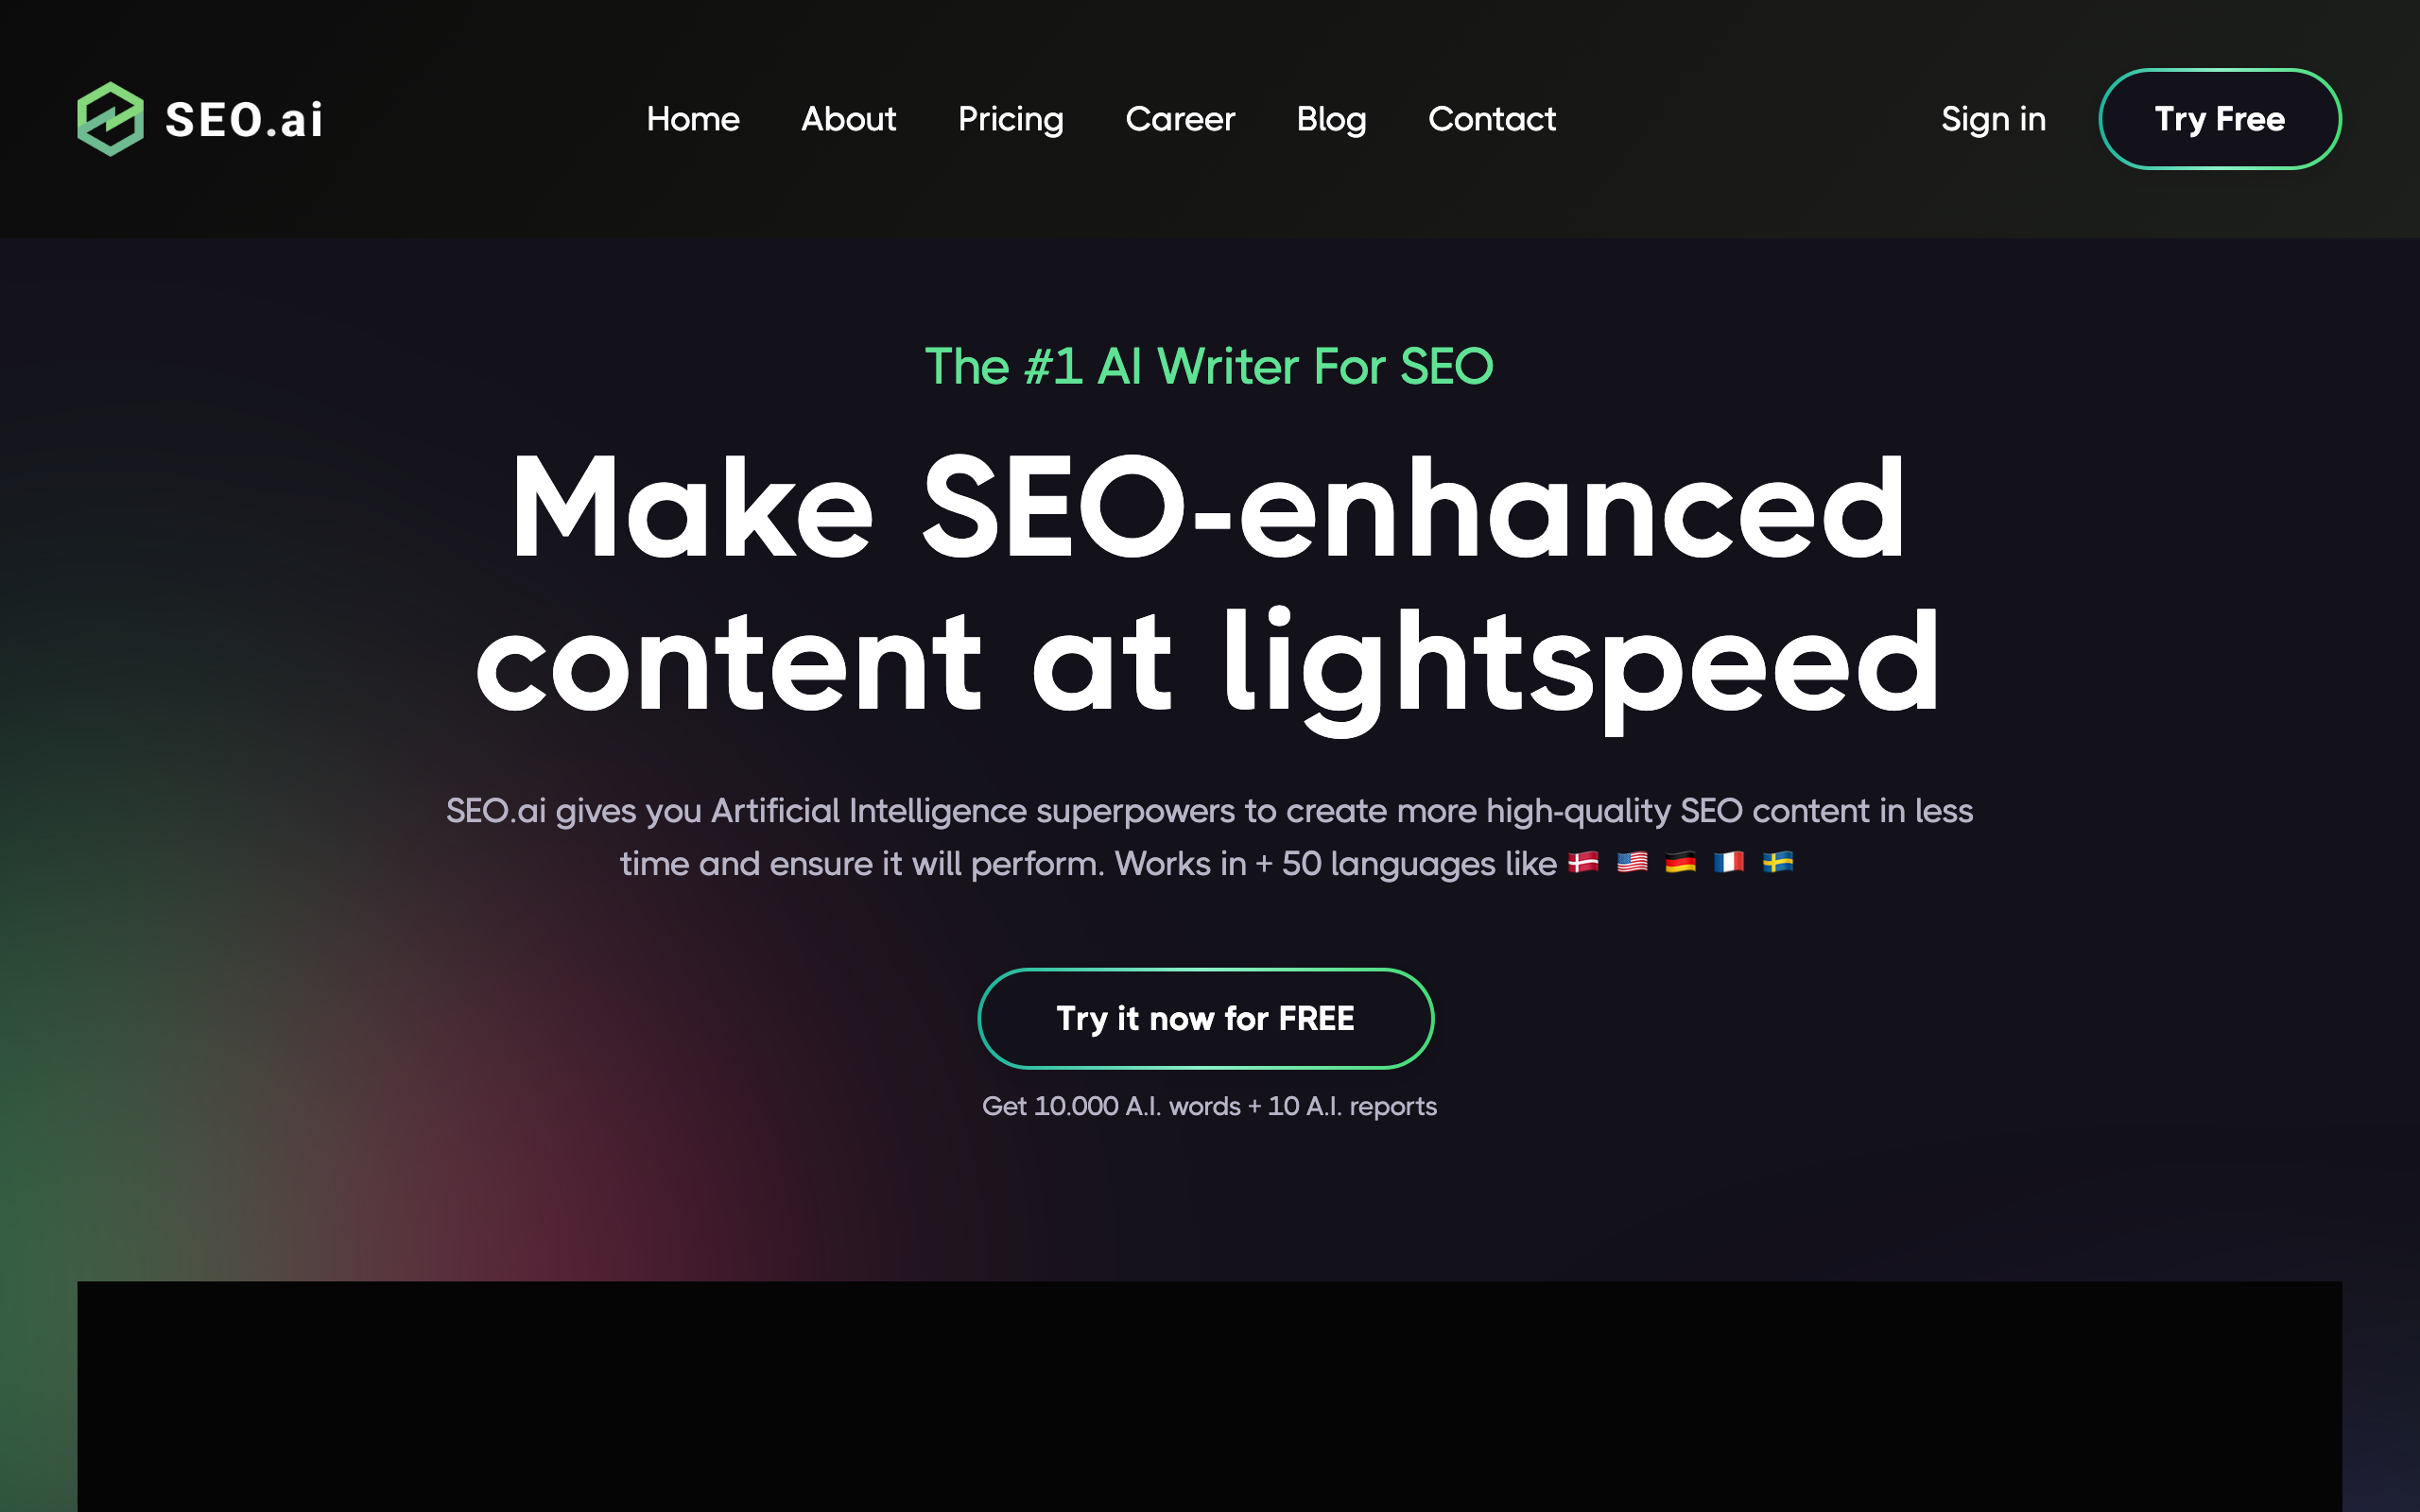 SEO.ai
Home About Pricing Career Blog Contact
Sign in
Try Free
The #1 AI Writer For SEO
Make SEO-enhanced
content at lightspeed
SEO.ai gives you Artificial Intelligence superpowers to create more high-quality SEO content in less
time and ensure it will perform. Works in + 50 languages like 🇩🇰 🇺🇸 🇩🇪 🇫🇷 🇸🇪
Try it now for FREE
Get 10.000 A.I. words + 10 A.I. reports